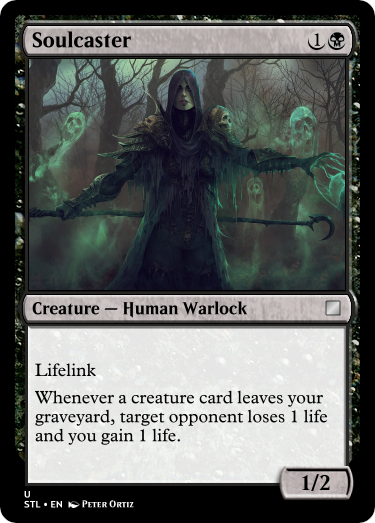 Soulcaster 1
Creature — Human Warlock
Lifelink
Whenever a creature card leaves your
graveyard, target opponent loses 1 life
and you gain 1 life.
1/2
U
STL • EN Peter Ortiz